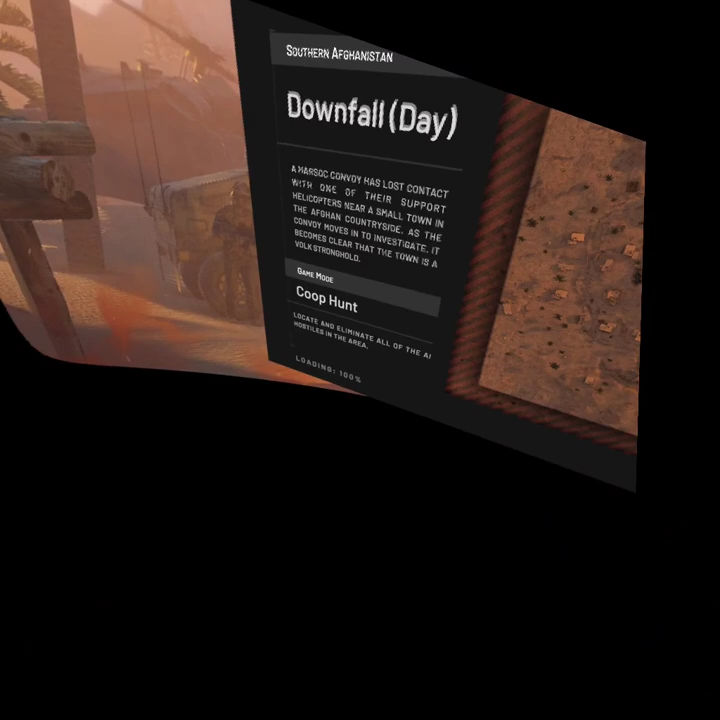 Southern Afghanistan
Downfall (Day)
A MARSOC CONVOY HAS LOST CONTACT
WITH ONE OF THEIR SUPPORT
HELICOPTERS NEAR A SMALL TOWN IN
THE AFGHAN COUNTRYSIDE. AS THE
CONVOY MOVES IN TO INVESTIGATE, IT
BECOMES CLEAR THAT THE TOWN IS A
VOLK STRONGHOLD.
Game Mode
Coop Hunt
LOCATE AND ELIMINATE ALL OF THE AI
HOSTILES IN THE AREA.
LOADING: 100%